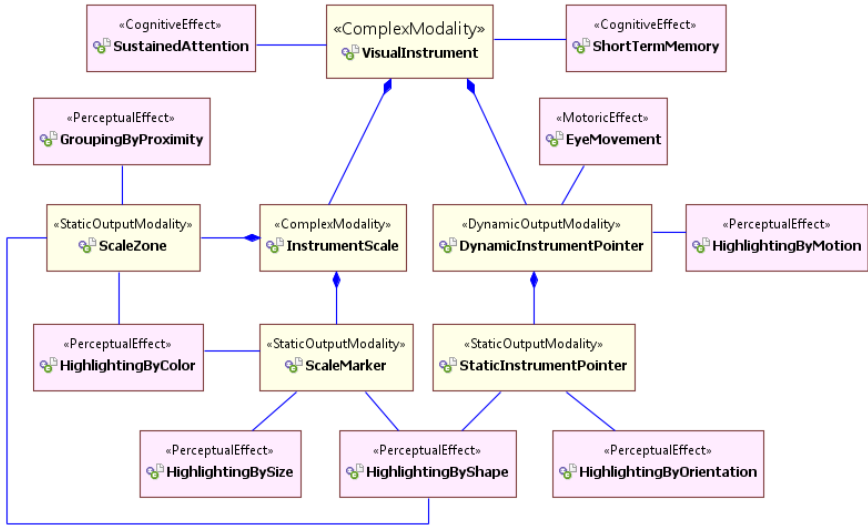 «CognitiveEffect»
SustainedAttention
«ComplexModality»
VisualInstrument
«CognitiveEffect»
ShortTermMemory
«PerceptualEffect»
GroupingByProximity
«MotoricEffect»
EyeMovement
«StaticOutputModality»
ScaleZone
«ComplexModality»
InstrumentScale
«DynamicOutputModality»
DynamicInstrumentPointer
«PerceptualEffect»
HighlightingByMotion
«PerceptualEffect»
HighlightingByColor
«StaticOutputModality»
ScaleMarker
«StaticOutputModality»
StaticInstrumentPointer
«PerceptualEffect»
HighlightingBySize
«PerceptualEffect»
HighlightingByShape
«PerceptualEffect»
HighlightingByOrientation